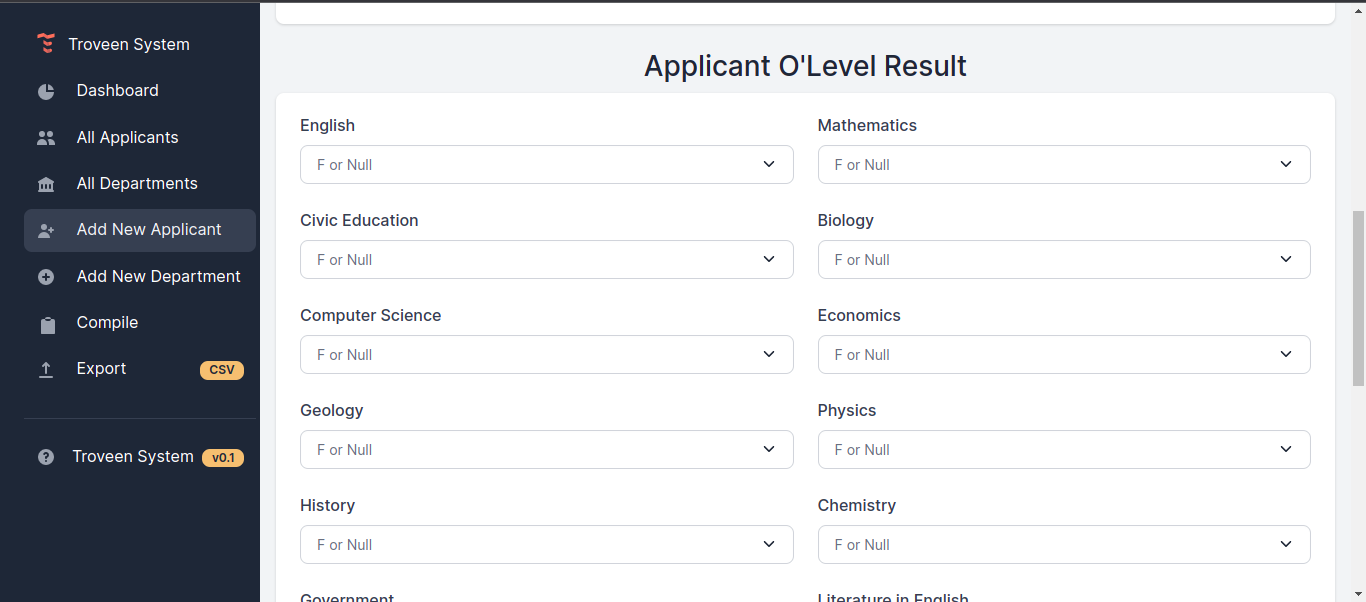 Troveen System
Dashboard
All Applicants
All Departments
Add New Applicant
Add New Department
Compile
Export CSV
Troveen System v0.1
Applicant O'Level Result
English Mathematics
F or Null F or Null
Civic Education Biology
F or Null F or Null
Computer Science Economics
F or Null F or Null
Geology Physics
F or Null F or Null
History Chemistry
F or Null F or Null
Government Literature in English